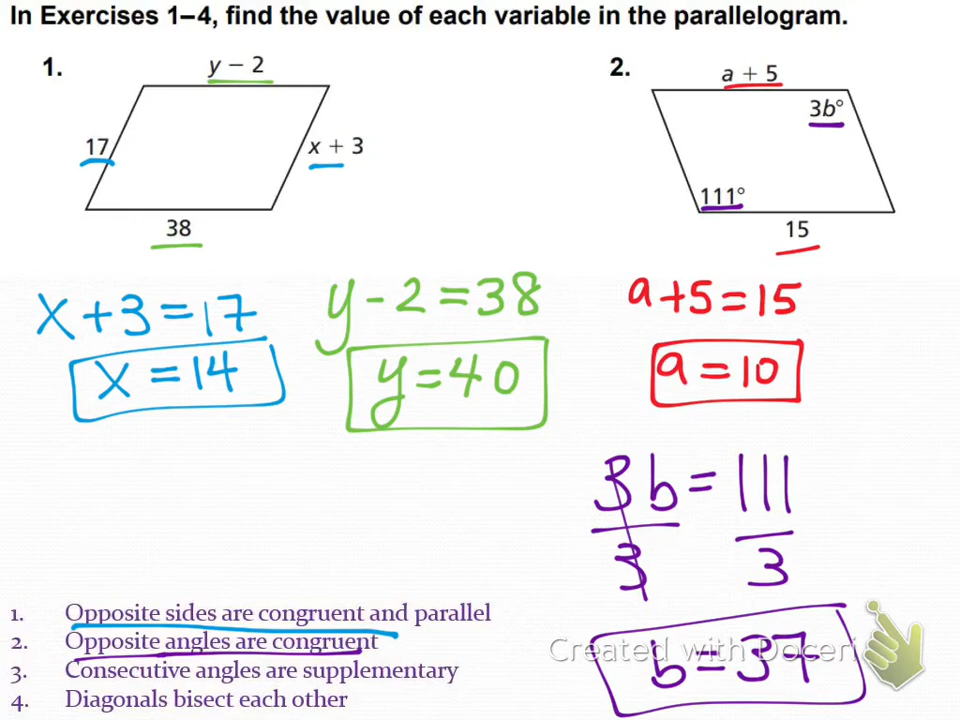 In Exercises 1–4, find the value of each variable in the parallelogram.
1.
y − 2
17
x + 3
38
2.
a + 5
3b°
111°
15
x + 3 = 17
x = 14
y - 2 = 38
y = 40
a + 5 = 15
a = 10
3b = 111
3 3
b = 37
1. Opposite sides are congruent and parallel
2. Opposite angles are congruent
3. Consecutive angles are supplementary
4. Diagonals bisect each other
Created with Doceri